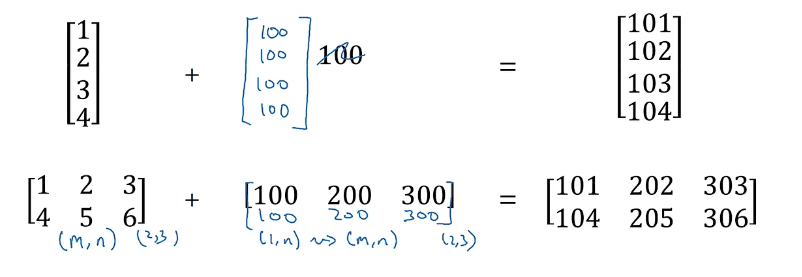 [1 2 3 4] + [100 100 100 100] 100 = [101 102 103 104]
[1 2 3] + [100 200 300] = [101 202 303]
[4 5 6] [100 200 300] [104 205 306]
(m,n) (2,3) (1,n) ⇝ (m,n) (2,3)